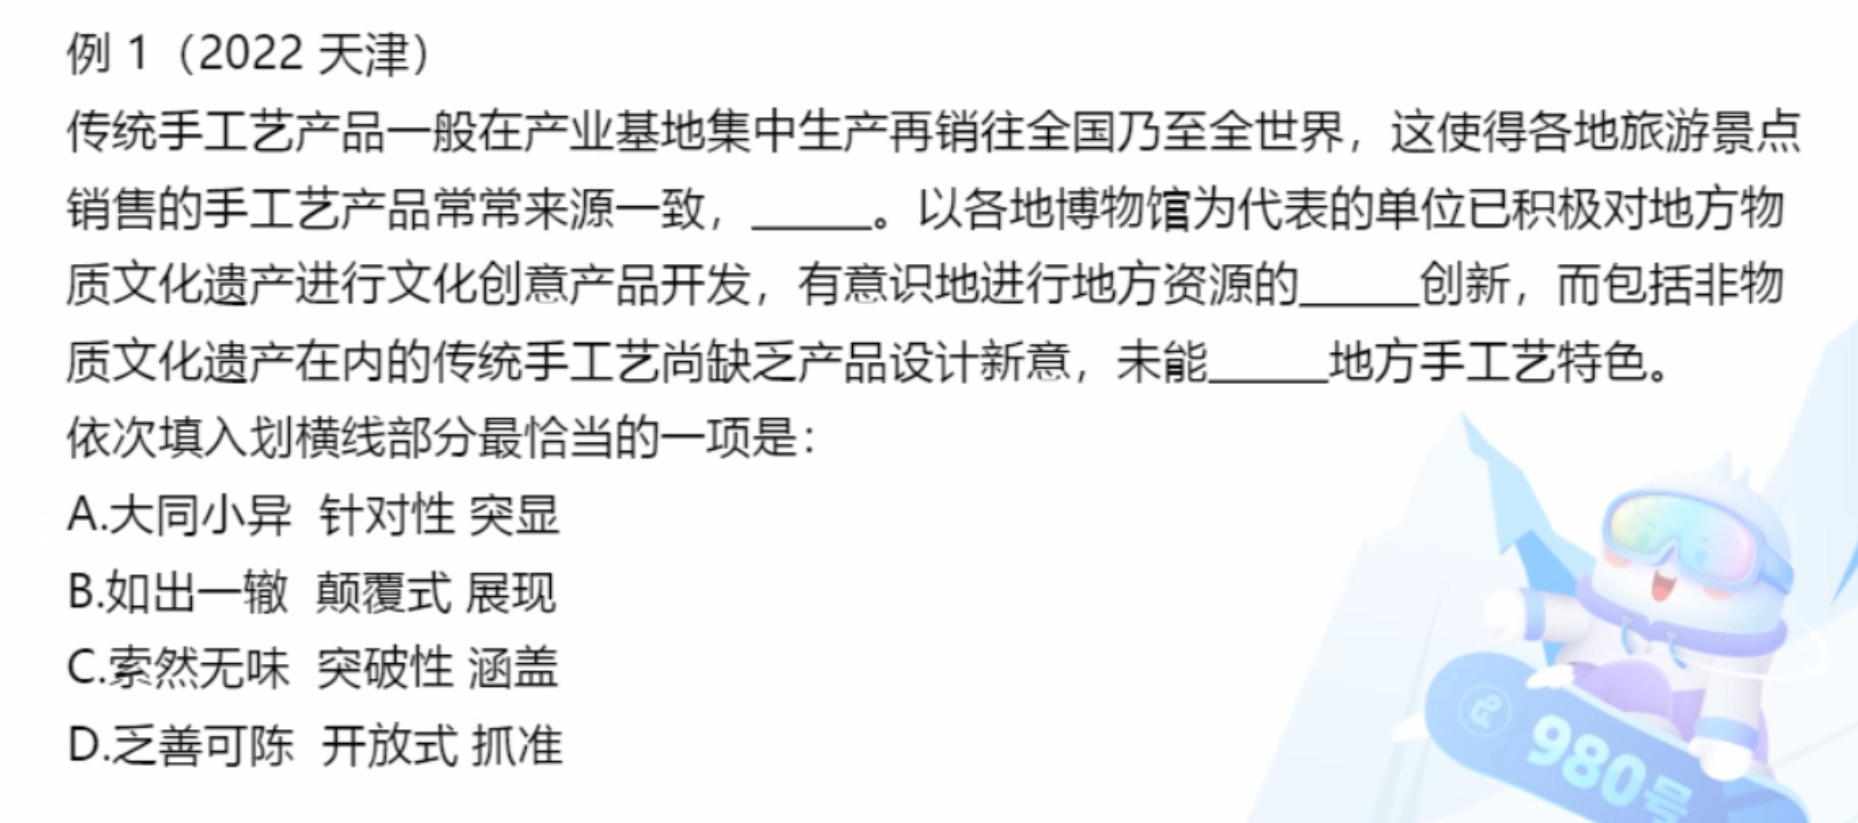 例 1（2022 天津）
传统手工艺产品一般在产业基地集中生产再销往全国乃至全世界，这使得各地旅游景点
销售的手工艺产品常常来源一致，_____。以各地博物馆为代表的单位已积极对地方物
质文化遗产进行文化创意产品开发，有意识地进行地方资源的_____创新，而包括非物
质文化遗产在内的传统手工艺尚缺乏产品设计新意，未能_____地方手工艺特色。
依次填入划横线部分最恰当的一项是：
A.大同小异 针对性 突显
B.如出一辙 颠覆式 展现
C.索然无味 突破性 涵盖
D.乏善可陈 开放式 抓准
980号